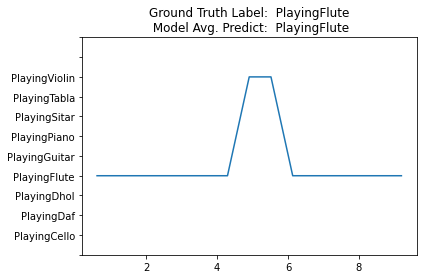 Ground Truth Label:  PlayingFlute
Model Avg. Predict:  PlayingFlute
PlayingViolin
PlayingTabla
PlayingSitar
PlayingPiano
PlayingGuitar
PlayingFlute
PlayingDhol
PlayingDaf
PlayingCello
2 4 6 8